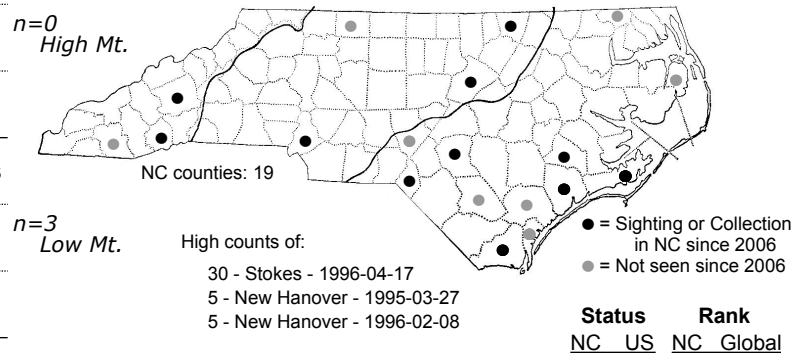 n=0
High Mt.
NC counties: 19
n=3
Low Mt.
High counts of:
30 - Stokes - 1996-04-17
5 - New Hanover - 1995-03-27
5 - New Hanover - 1996-02-08
= Sighting or Collection
in NC since 2006
= Not seen since 2006
Status Rank
NC US NC Global